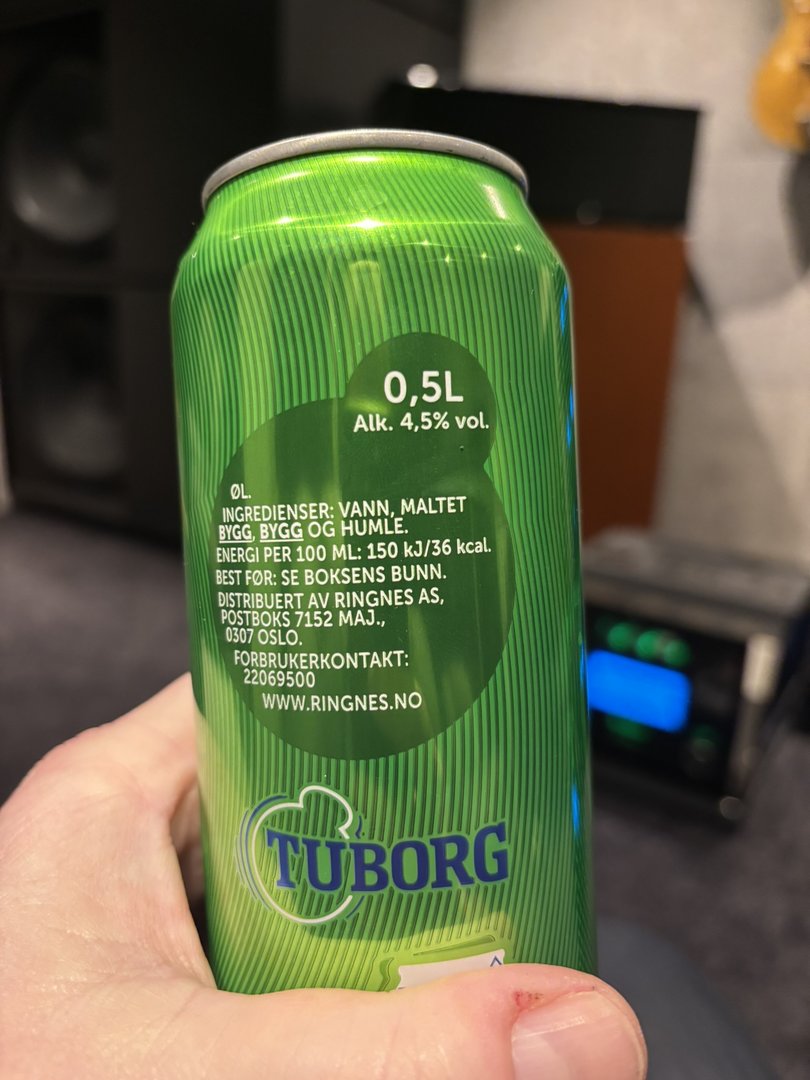 0,5L
Alk. 4,5% vol.
ØL.
INGREDIENSER: VANN, MALTET
BYGG, BYGG OG HUMLE.
ENERGI PER 100 ML: 150 kJ/36 kcal.
BEST FØR: SE BOKSENS BUNN.
DISTRIBUERT AV RINGNES AS,
POSTBOKS 7152 MAJ.,
0307 OSLO.
FORBRUKERKONTAKT:
22069500
WWW.RINGNES.NO
TUBORG